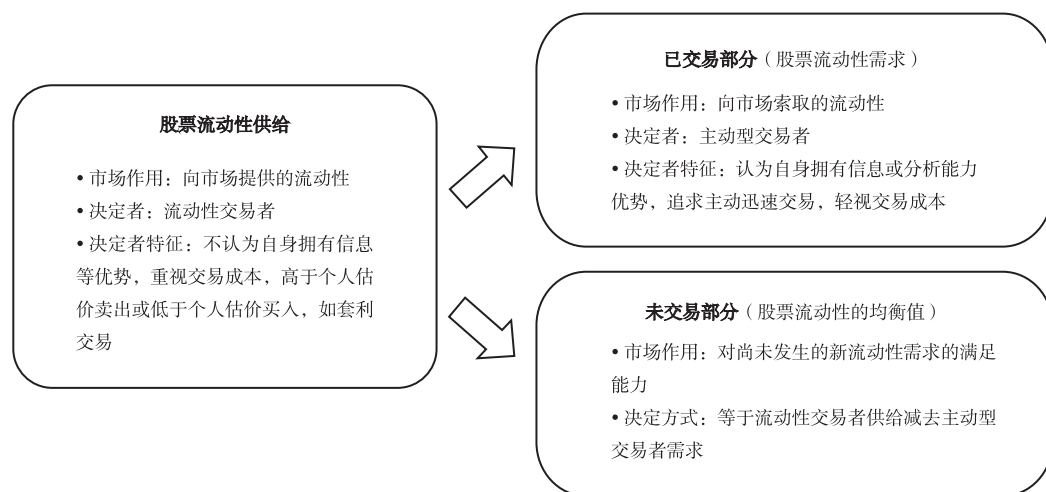 股票流动性供给
• 市场作用：向市场提供的流动性
• 决定者：流动性交易者
• 决定者特征：不认为自身拥有信息
等优势，重视交易成本，高于个人估
价卖出或低于个人估价买入，如套利
交易
已交易部分（股票流动性需求）
• 市场作用：向市场索取的流动性
• 决定者：主动型交易者
• 决定者特征：认为自身拥有信息或分析能力
优势，追求主动迅速交易，轻视交易成本
未交易部分（股票流动性的均衡值）
• 市场作用：对尚未发生的新流动性需求的满足
能力
• 决定方式：等于流动性交易者供给减去主动型
交易者需求